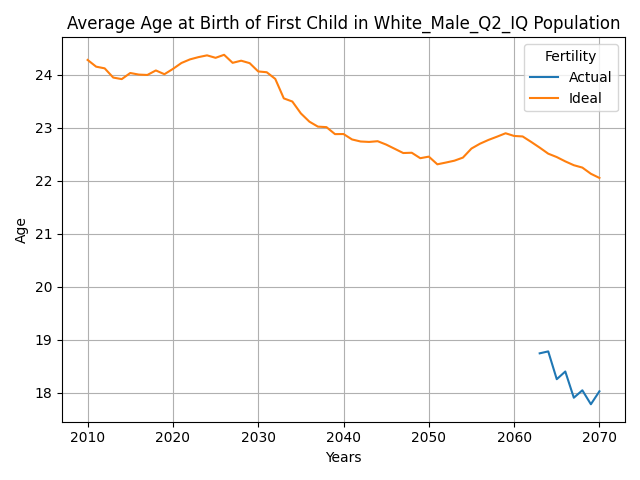 Average Age at Birth of First Child in White_Male_Q2_IQ Population
Fertility
Actual
Ideal
Age
24
23
22
21
20
19
18
2010 2020 2030 2040 2050 2060 2070
Years